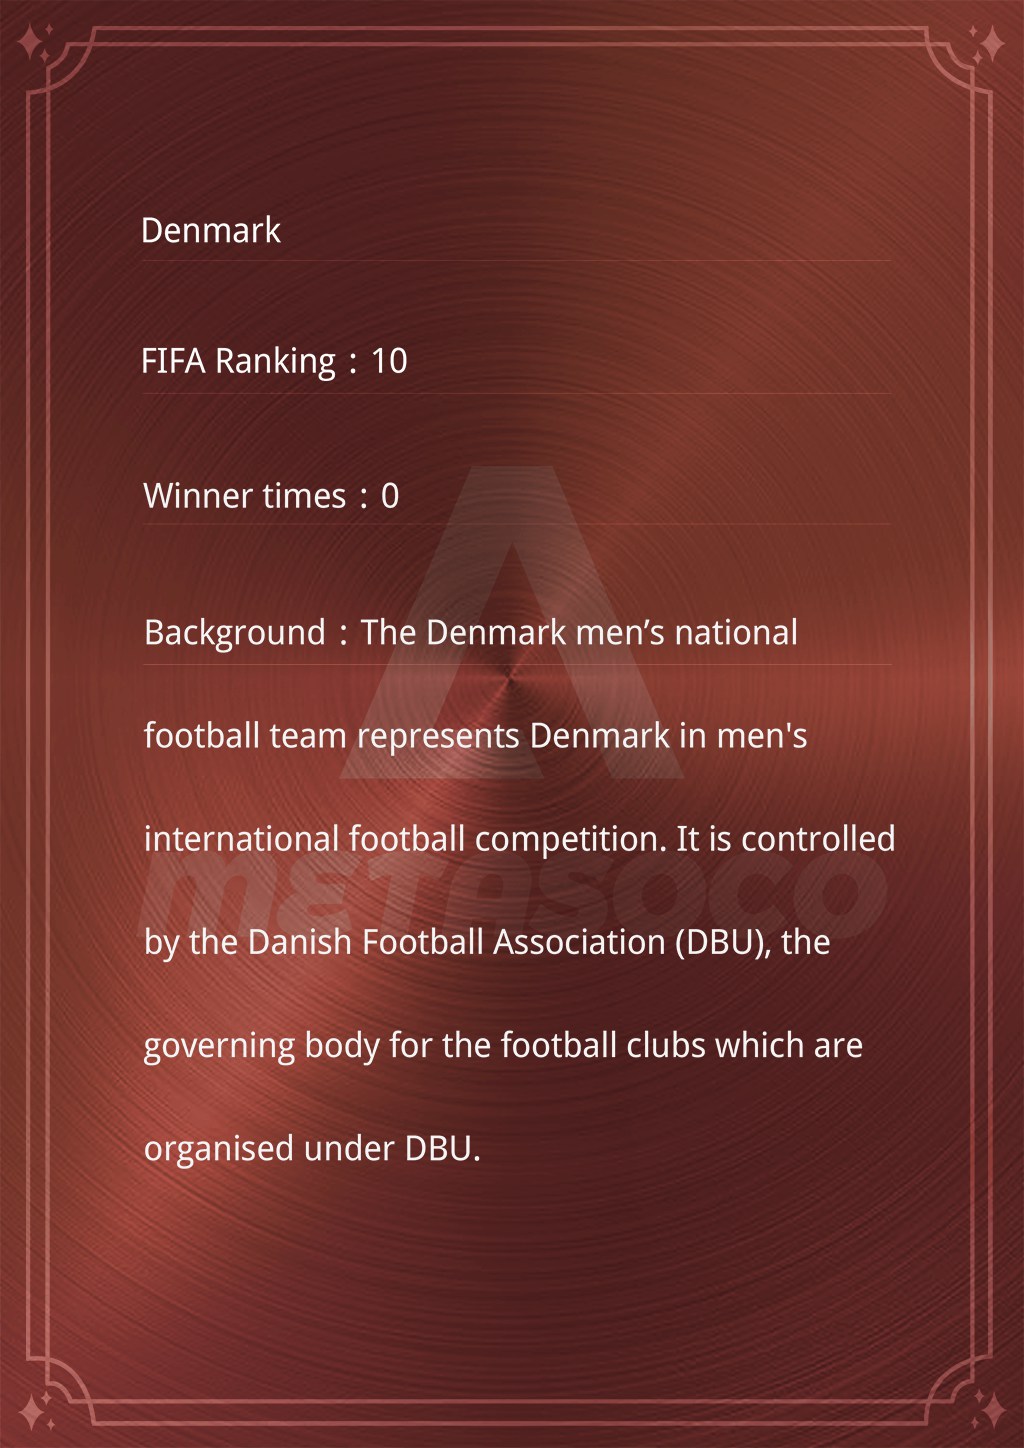 Denmark
FIFA Ranking：10
Winner times：0
Background：The Denmark men’s national
football team represents Denmark in men's
international football competition. It is controlled
METASOCO
by the Danish Football Association (DBU), the
governing body for the football clubs which are
organised under DBU.